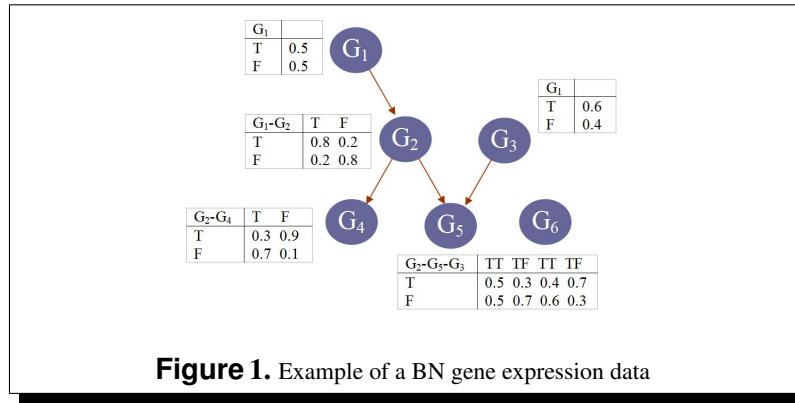 G1
T 0.5
F 0.5
G1
G1
T 0.6
F 0.4
G1-G2 T F
T 0.8 0.2
F 0.2 0.8
G2
G3
G2-G4 T F
T 0.3 0.9
F 0.7 0.1
G4
G5
G6
G2-G5-G3 TT TF TT TF
T 0.5 0.3 0.4 0.7
F 0.5 0.7 0.6 0.3
Figure 1. Example of a BN gene expression data